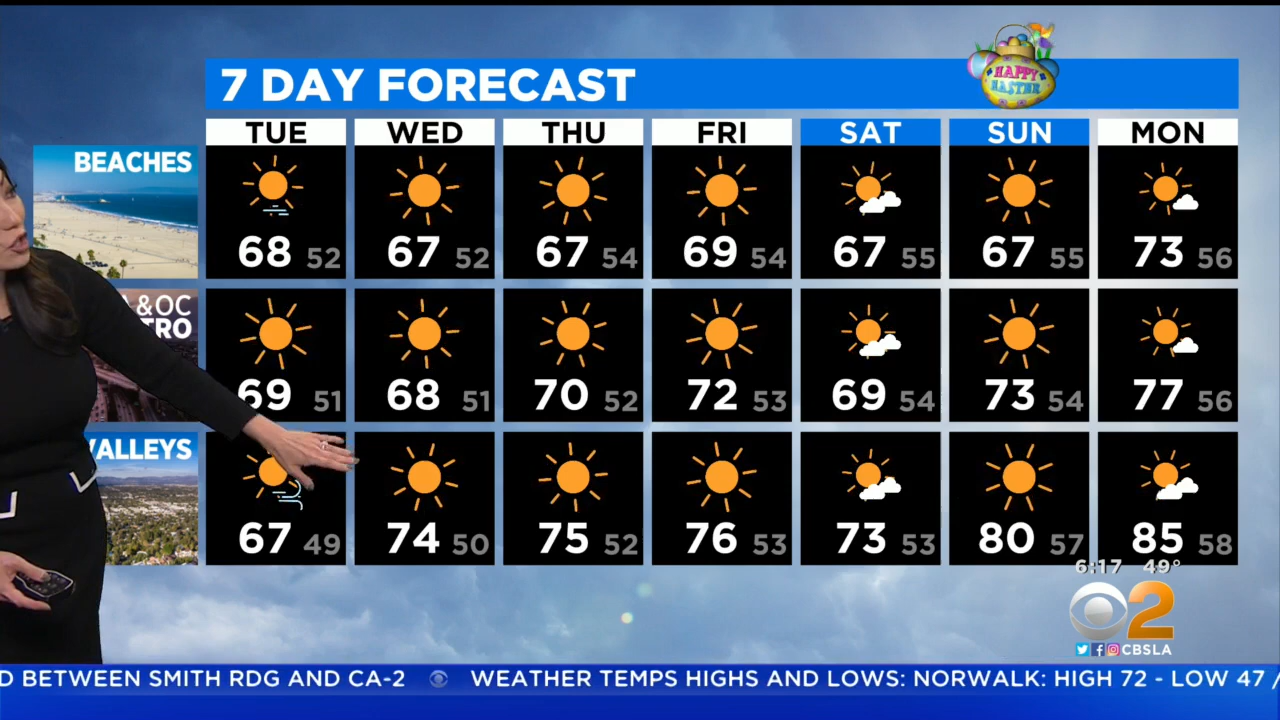 HAPPY
EASTER
7 DAY FORECAST
TUE WED THU FRI SAT SUN MON
BEACHES
68 52 67 52 67 54 69 54 67 55 67 55 73 56
& OC
TRO
69 51 68 51 70 52 72 53 69 54 73 54 77 56
VALLEYS
67 49 74 50 75 52 76 53 73 53 80 57 85 58
6:17 49°
2
CBSLA
D BETWEEN SMITH RDG AND CA-2 WEATHER TEMPS HIGHS AND LOWS: NORWALK: HIGH 72 - LOW 47 /